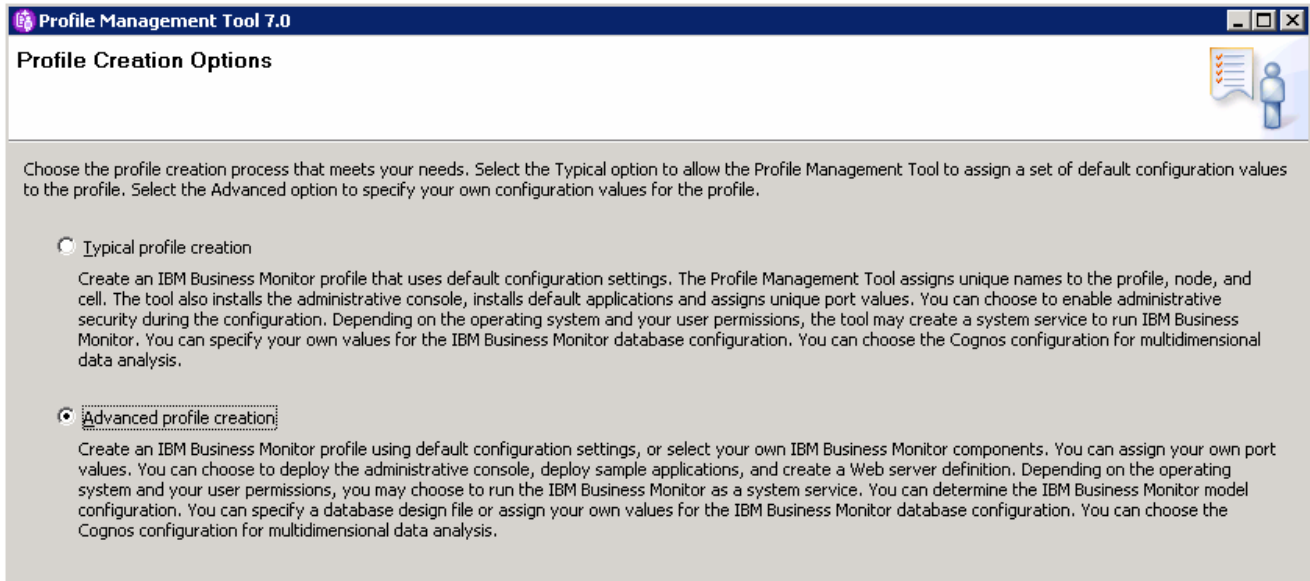 Profile Management Tool 7.0
Profile Creation Options
Choose the profile creation process that meets your needs. Select the Typical option to allow the Profile Management Tool to assign a set of default configuration values
to the profile. Select the Advanced option to specify your own configuration values for the profile.
Typical profile creation
Create an IBM Business Monitor profile that uses default configuration settings. The Profile Management Tool assigns unique names to the profile, node, and
cell. The tool also installs the administrative console, installs default applications and assigns unique port values. You can choose to enable administrative
security during the configuration. Depending on the operating system and your user permissions, the tool may create a system service to run IBM Business
Monitor. You can specify your own values for the IBM Business Monitor database configuration. You can choose the Cognos configuration for multidimensional
data analysis.
Advanced profile creation
Create an IBM Business Monitor profile using default configuration settings, or select your own IBM Business Monitor components. You can assign your own port
values. You can choose to deploy the administrative console, deploy sample applications, and create a Web server definition. Depending on the operating
system and your user permissions, you may choose to run the IBM Business Monitor as a system service. You can determine the IBM Business Monitor model
configuration. You can specify a database design file or assign your own values for the IBM Business Monitor database configuration. You can choose the
Cognos configuration for multidimensional data analysis.